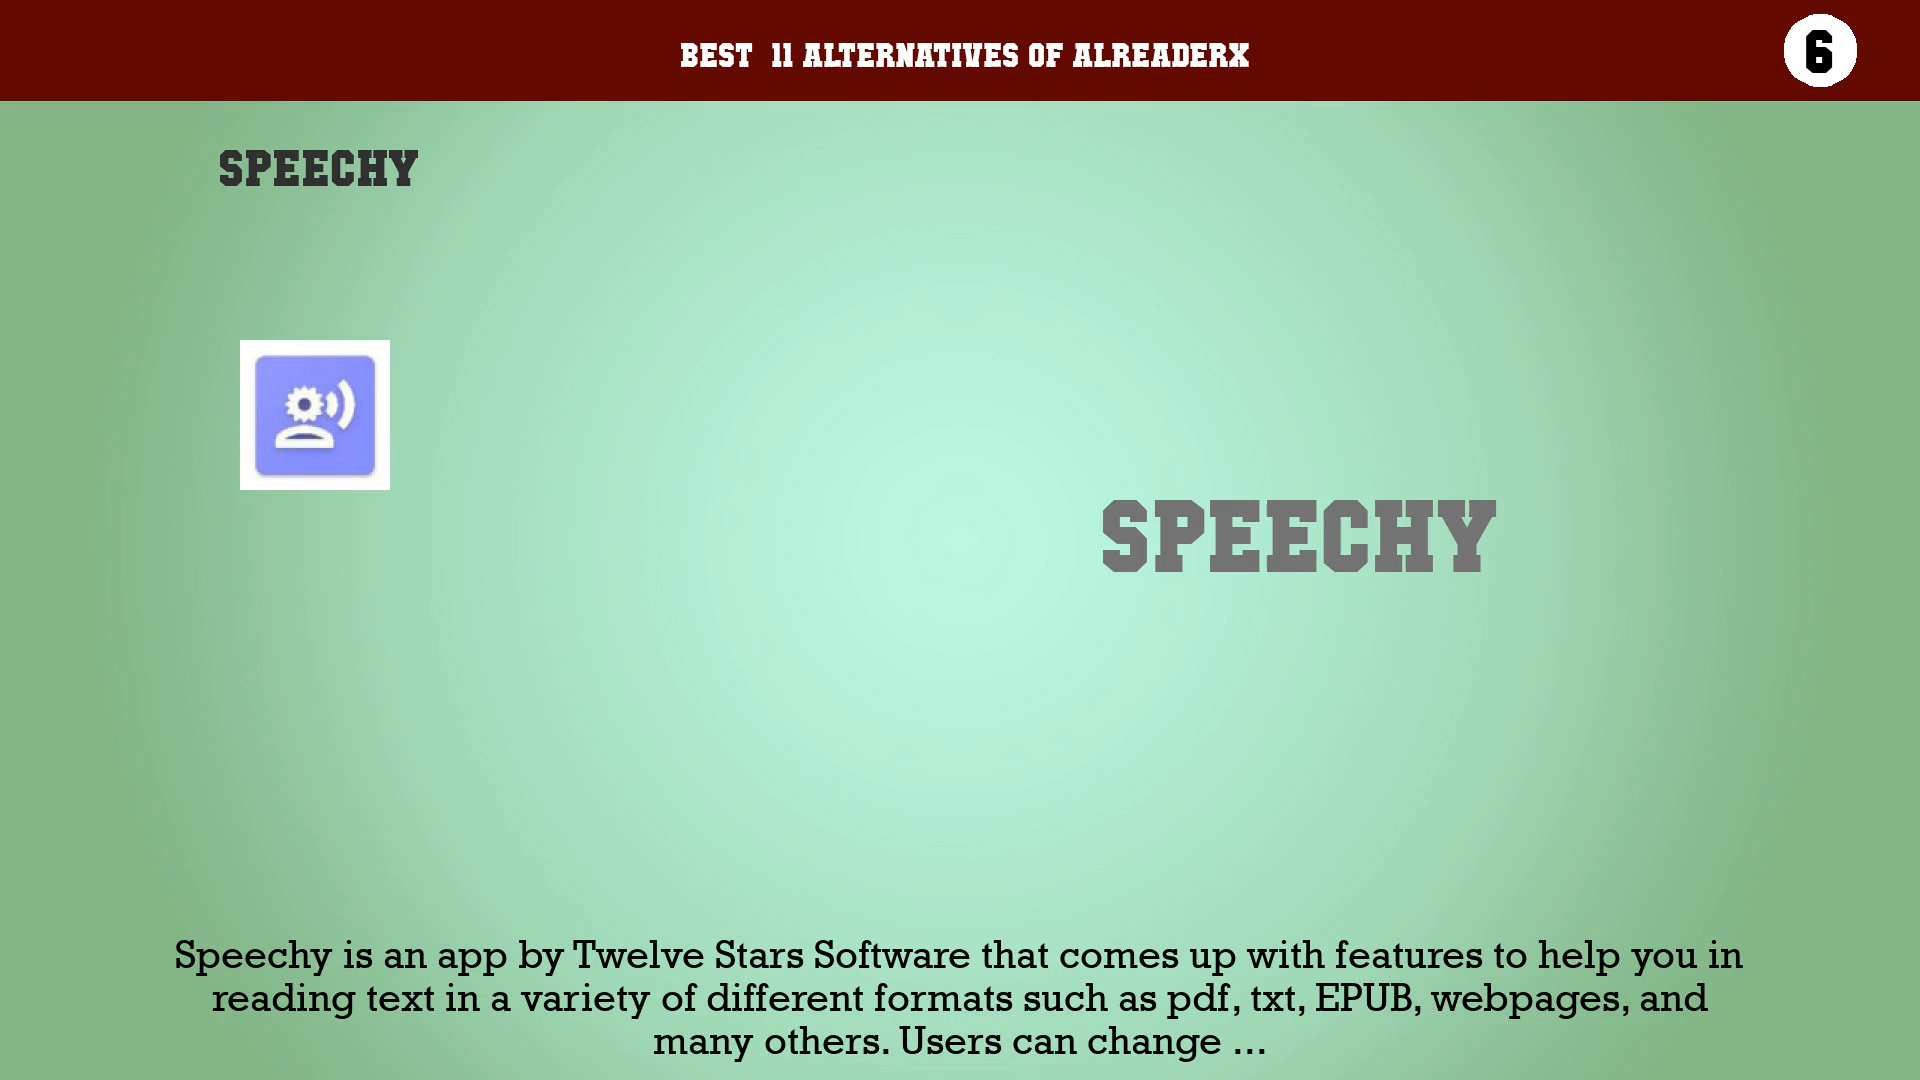 BEST 11 ALTERNATIVES OF ALREADERX
6
SPEECHY
SPEECHY
Speechy is an app by Twelve Stars Software that comes up with features to help you in
reading text in a variety of different formats such as pdf, txt, EPUB, webpages, and
many others. Users can change ...